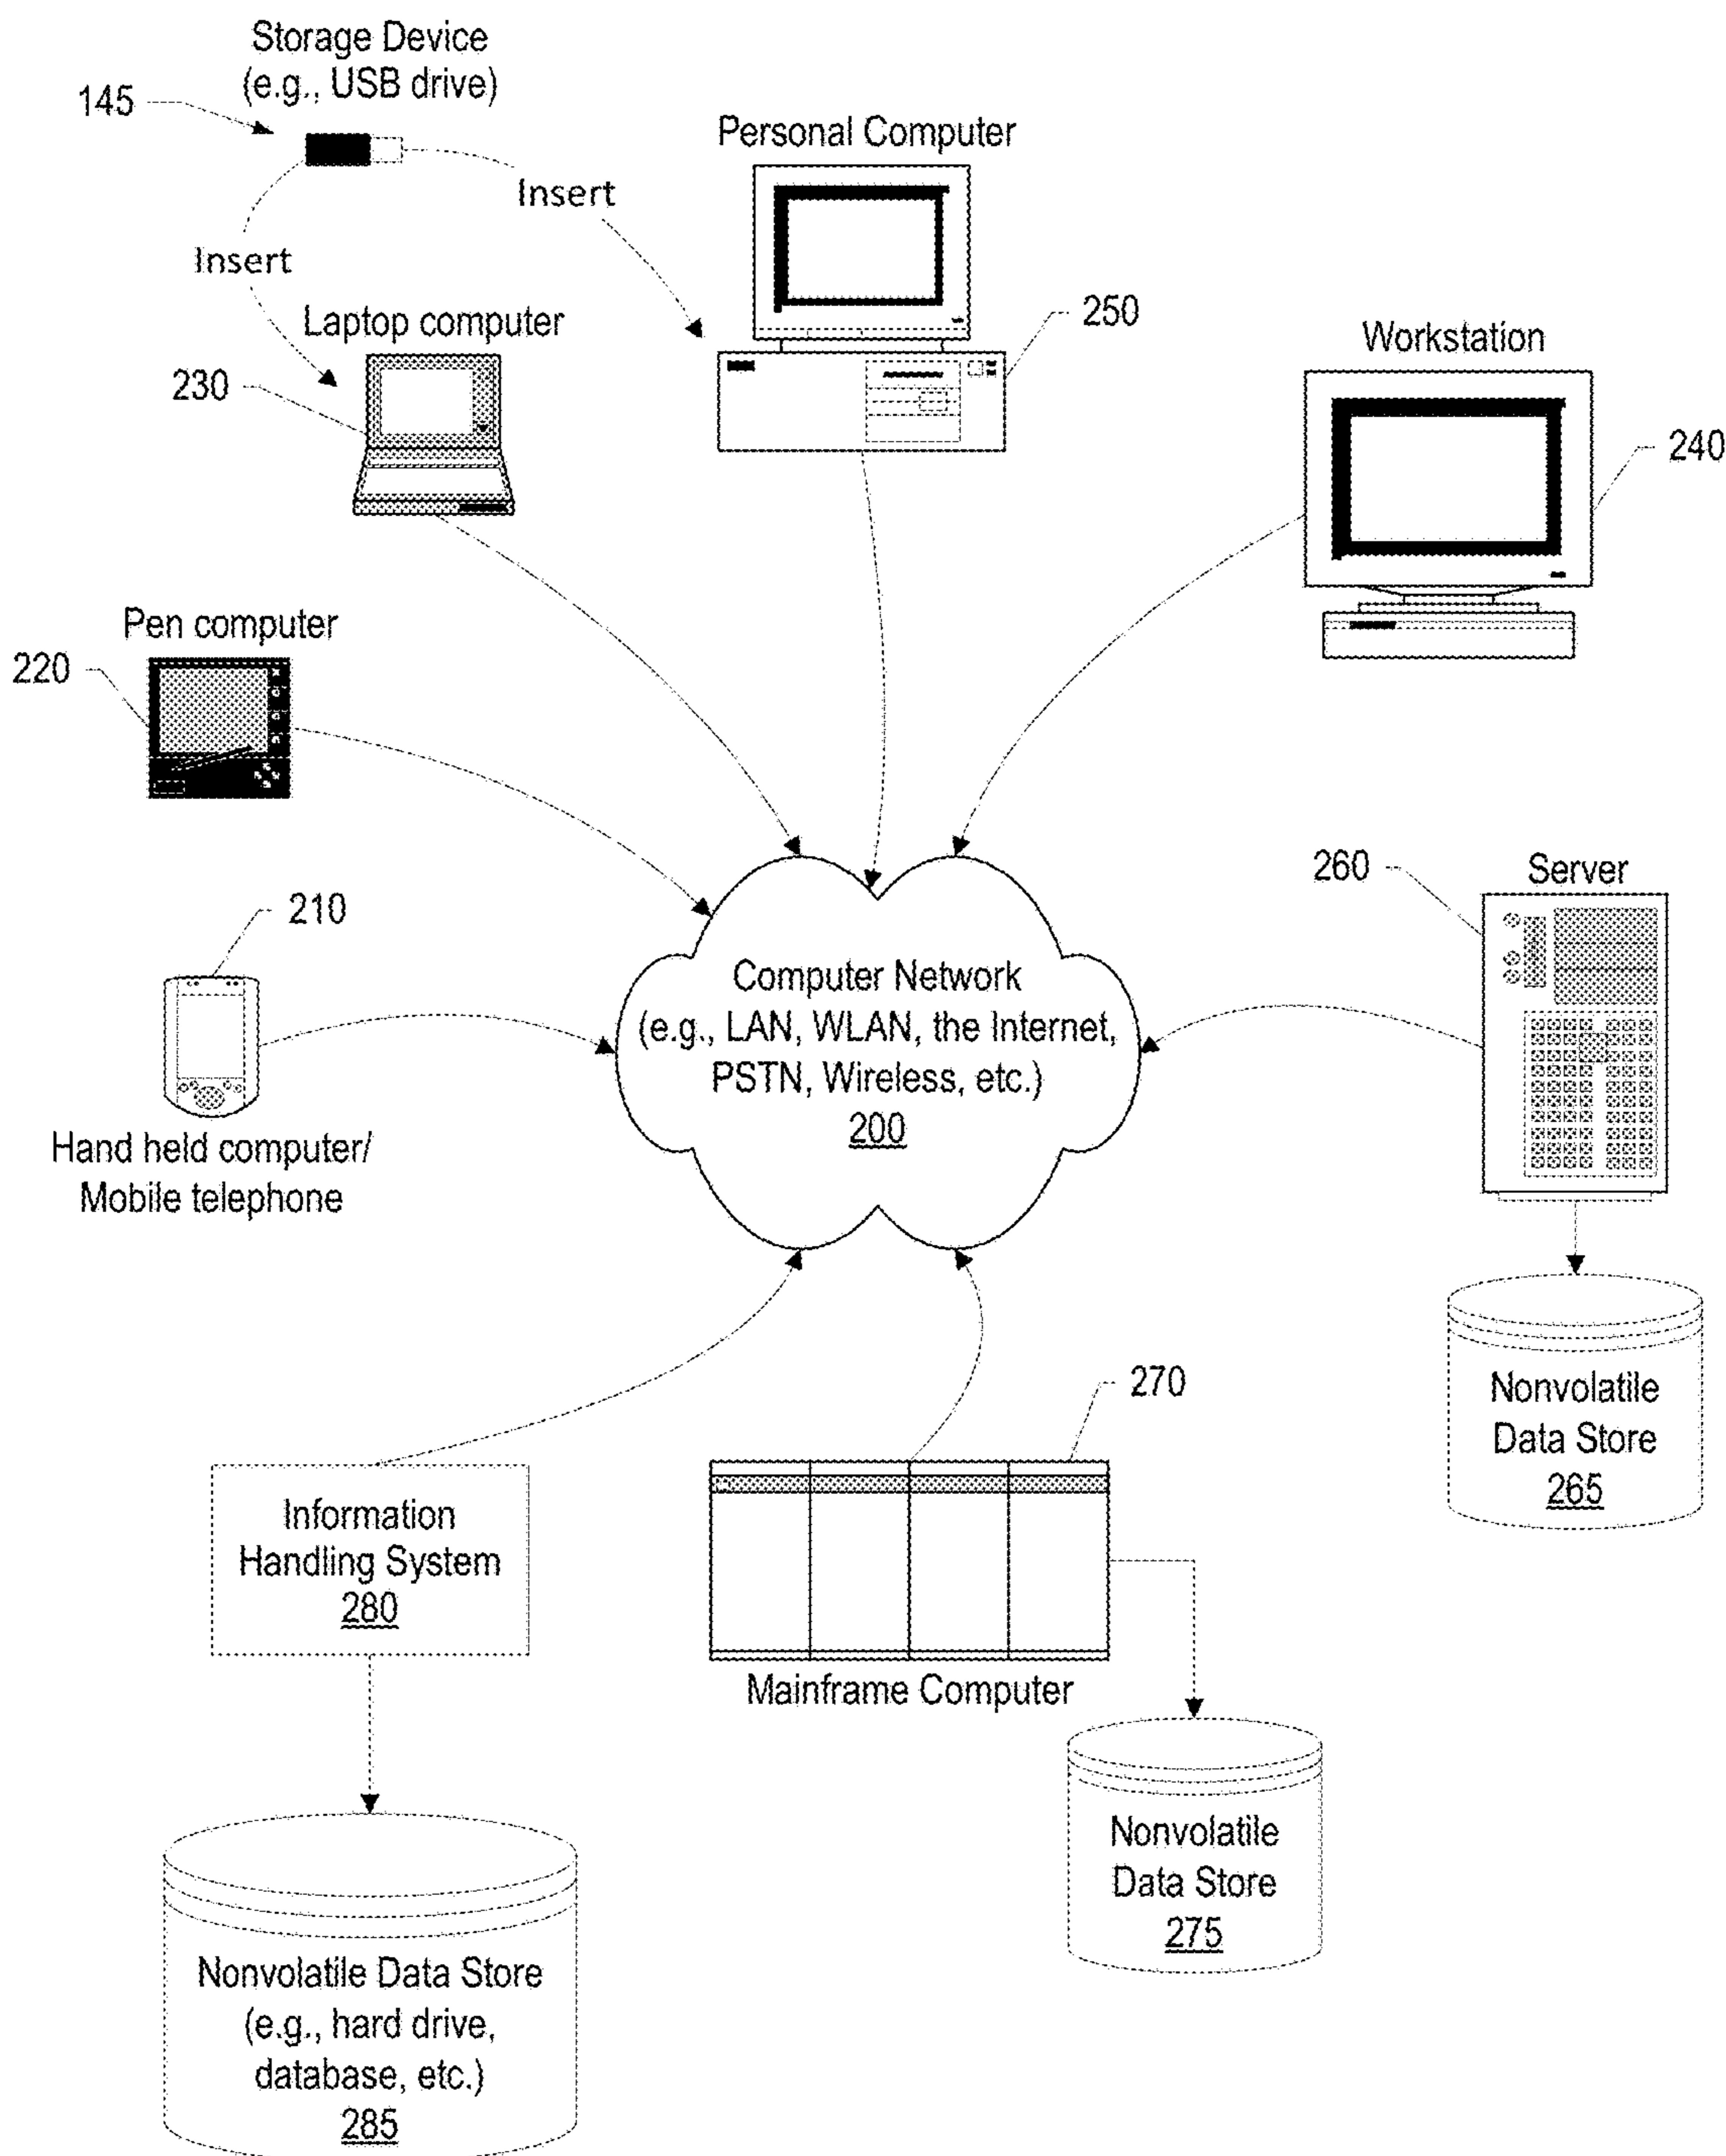 Storage Device
(e.g., USB drive)
145
Insert
Insert
Personal Computer
250
Laptop computer
230
Workstation
240
Pen computer
220
210
Hand held computer/
Mobile telephone
Computer Network
(e.g., LAN, WLAN, the Internet,
PSTN, Wireless, etc.)
200
260
Server
Nonvolatile
Data Store
265
270
Mainframe Computer
Nonvolatile
Data Store
275
Information
Handling System
280
Nonvolatile Data Store
(e.g., hard drive,
database, etc.)
285